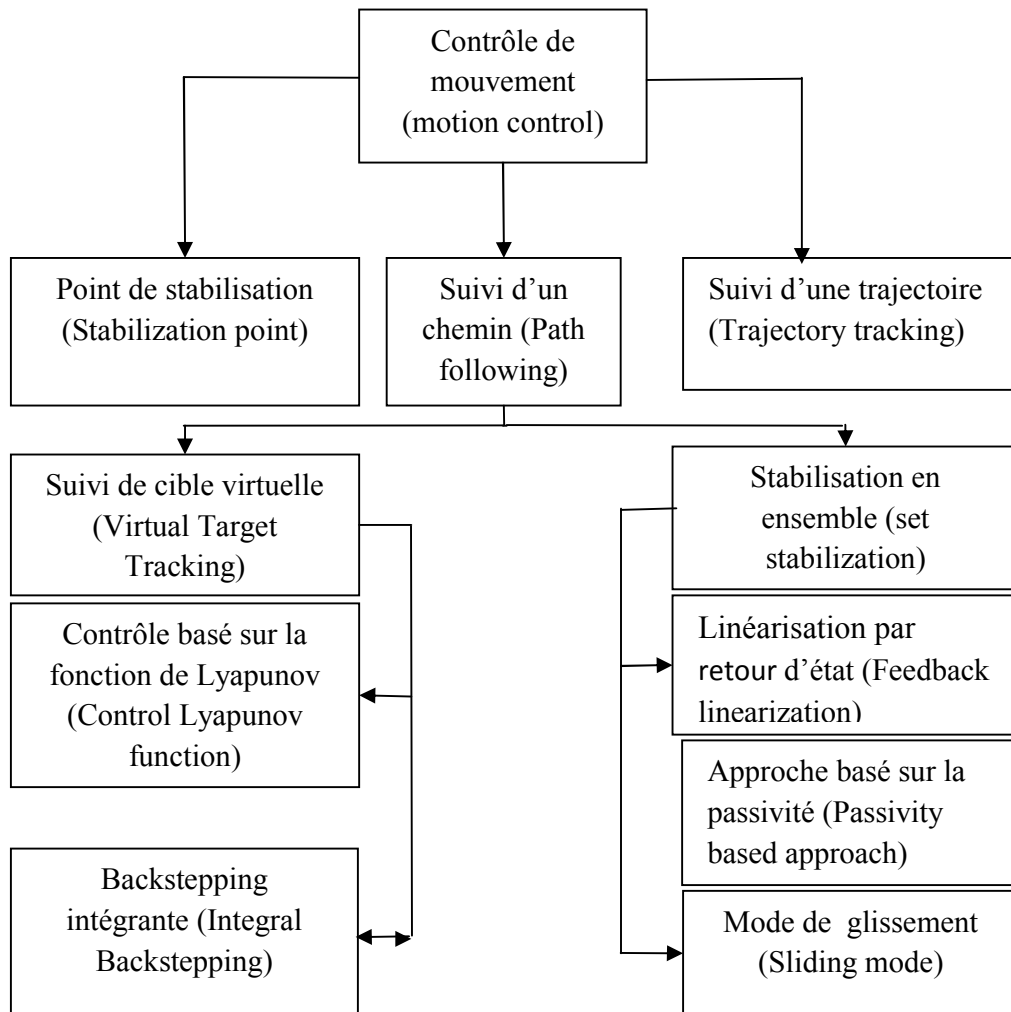 Contrôle de
mouvement
(motion control)
Point de stabilisation
(Stabilization point)
Suivi d’un
chemin (Path
following)
Suivi d’une trajectoire
(Trajectory tracking)
Suivi de cible virtuelle
(Virtual Target
Tracking)
Stabilisation en
ensemble (set
stabilization)
Contrôle basé sur la
fonction de Lyapunov
(Control Lyapunov
function)
Linéarisation par
retour d’état (Feedback
linearization)
Approche basé sur la
passivité (Passivity
based approach)
Backstepping
intégrante (Integral
Backstepping)
Mode de glissement
(Sliding mode)